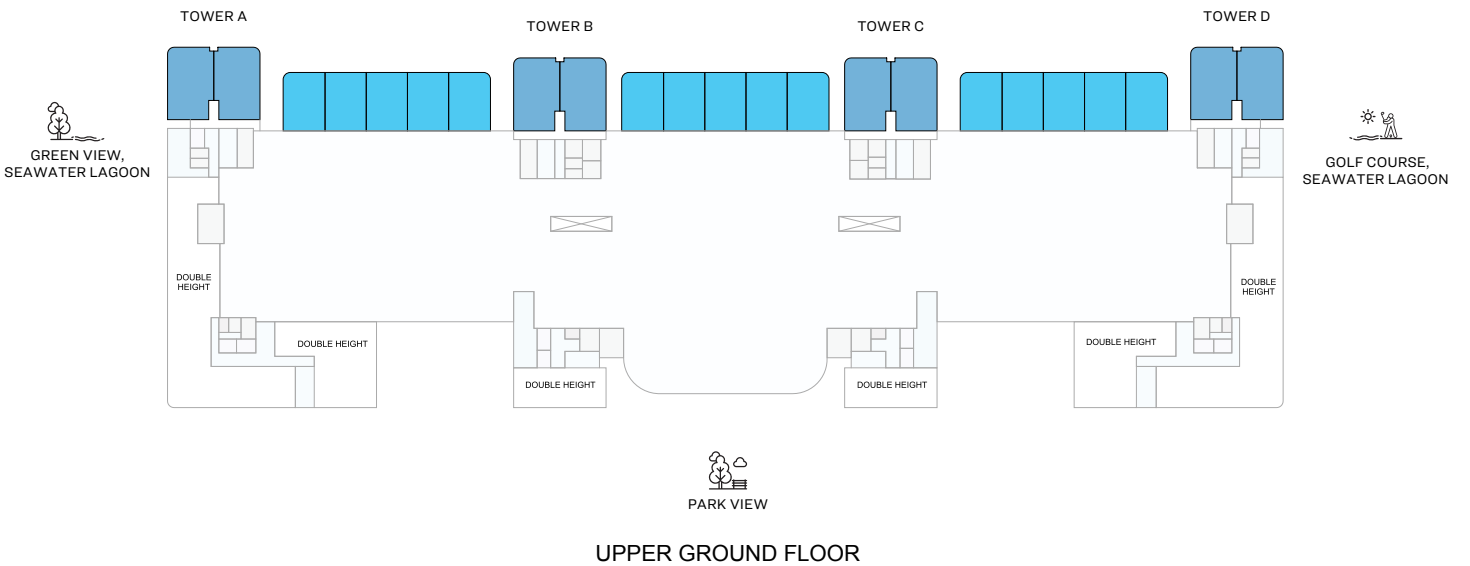 TOWER A
TOWER B
TOWER C
TOWER D
GREEN VIEW,
SEAWATER LAGOON
GOLF COURSE,
SEAWATER LAGOON
DOUBLE
HEIGHT
DOUBLE
HEIGHT
DOUBLE HEIGHT
DOUBLE HEIGHT
DOUBLE HEIGHT
DOUBLE HEIGHT
PARK VIEW
UPPER GROUND FLOOR